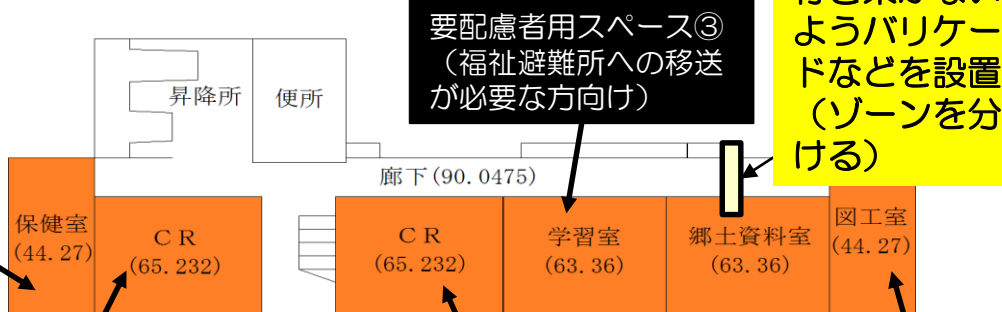 要配慮者用スペース③
（福祉避難所への移送
が必要な方向け）
ようバリケー
ドなどを設置
（ゾーンを分
ける）
昇降所
便所
廊下(90.0475)
保健室
(44.27)
ＣＲ
(65.232)
ＣＲ
(65.232)
学習室
(63.36)
郷土資料室
(63.36)
図工室
(44.27)